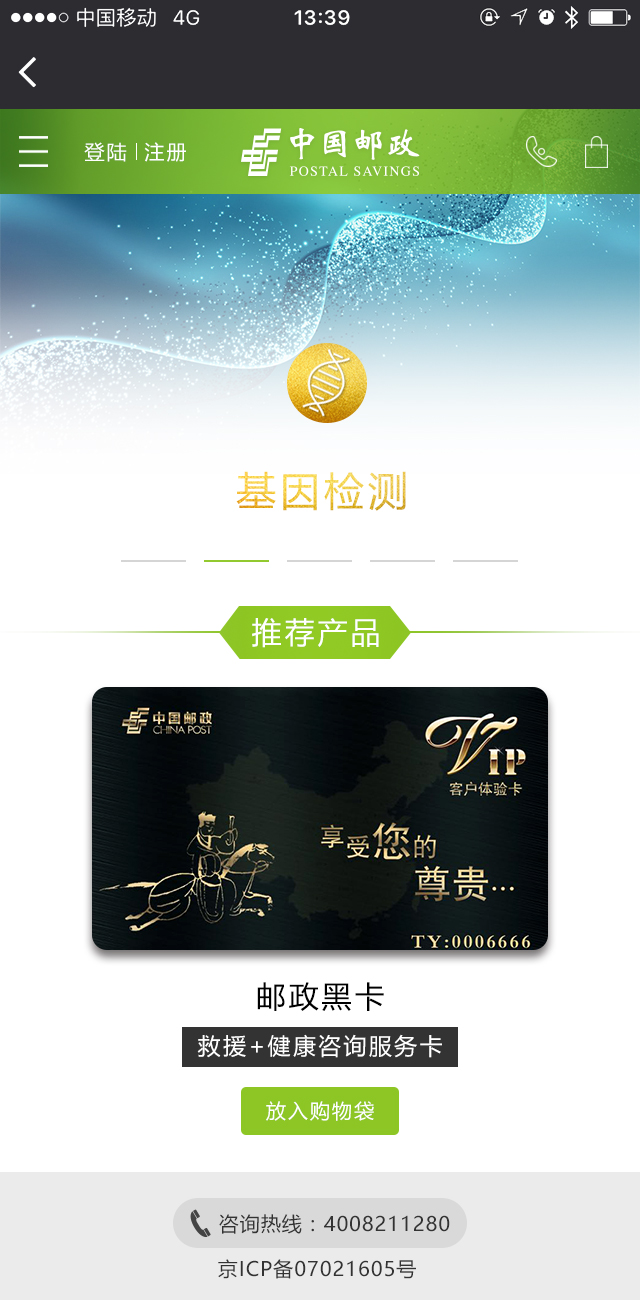 中国移动 4G 13:39
登陆 | 注册
中国邮政
POSTAL SAVINGS
基因检测
推荐产品
中国邮政
CHINA POST
VIP
客户体验卡
享受您的
尊贵...
TY:0006666
邮政黑卡
救援+健康咨询服务卡
放入购物袋
咨询热线：4008211280
京ICP备07021605号